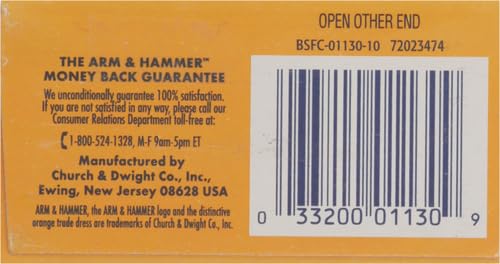 THE ARM & HAMMER™
MONEY BACK GUARANTEE
We unconditionally guarantee 100% satisfaction.
If you are not satisfied in any way, please call our
Consumer Relations Department toll-free at:
1-800-524-1328, M-F 9am-5pm ET
Manufactured by
Church & Dwight Co., Inc.,
Ewing, New Jersey 08628 USA
ARM & HAMMER, the ARM & HAMMER logo and the distinctive
orange trade dress are trademarks of Church & Dwight Co., Inc.
OPEN OTHER END
BSFC-01130-10 72023474
0 33200 01130 9